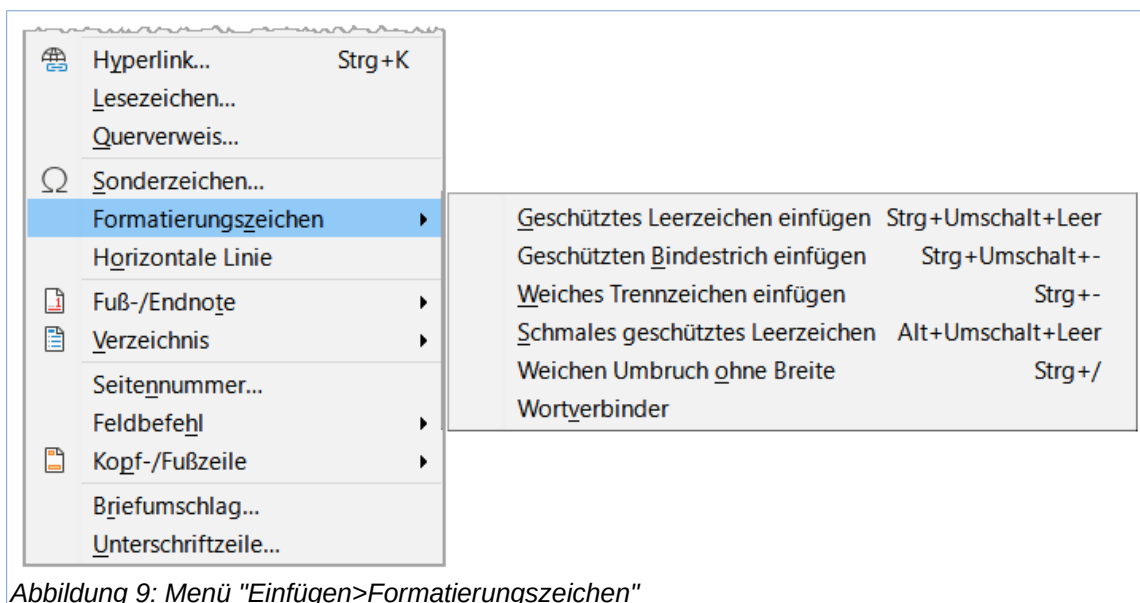 Hyperlink... Strg+K
Lesezeichen...
Querverweis...
Sonderzeichen...
Formatierungszeichen
Horizontale Linie
Fuß-/Endnote
Verzeichnis
Seitennummer...
Feldbefehl
Kopf-/Fußzeile
Briefumschlag...
Unterschriftzeile...
Geschütztes Leerzeichen einfügen Strg+Umschalt+Leer
Geschützten Bindestrich einfügen Strg+Umschalt+-
Weiches Trennzeichen einfügen Strg+-
Schmales geschütztes Leerzeichen Alt+Umschalt+Leer
Weichen Umbruch ohne Breite Strg+/
Wortverbinder
Abbildung 9: Menü "Einfügen>Formatierungszeichen"